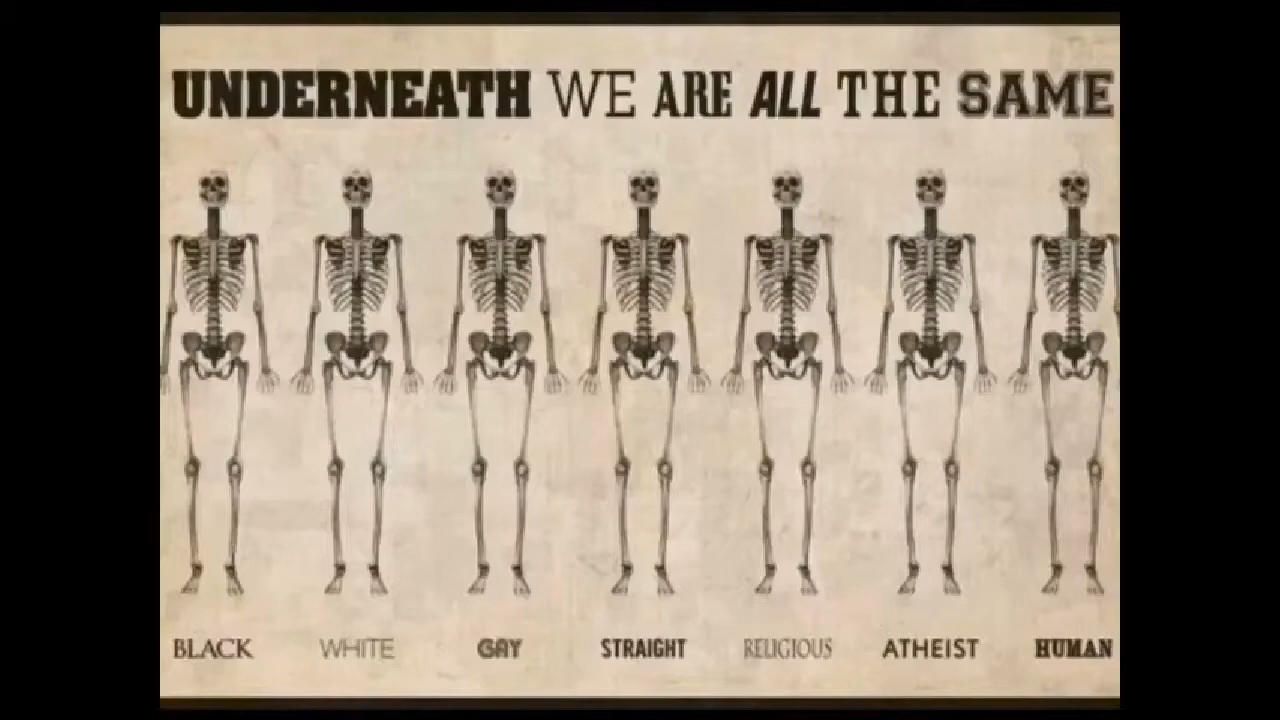 UNDERNEATH WE ARE ALL THE SAME
BLACK WHITE GAY STRAIGHT RELIGIOUS ATHEIST HUMAN